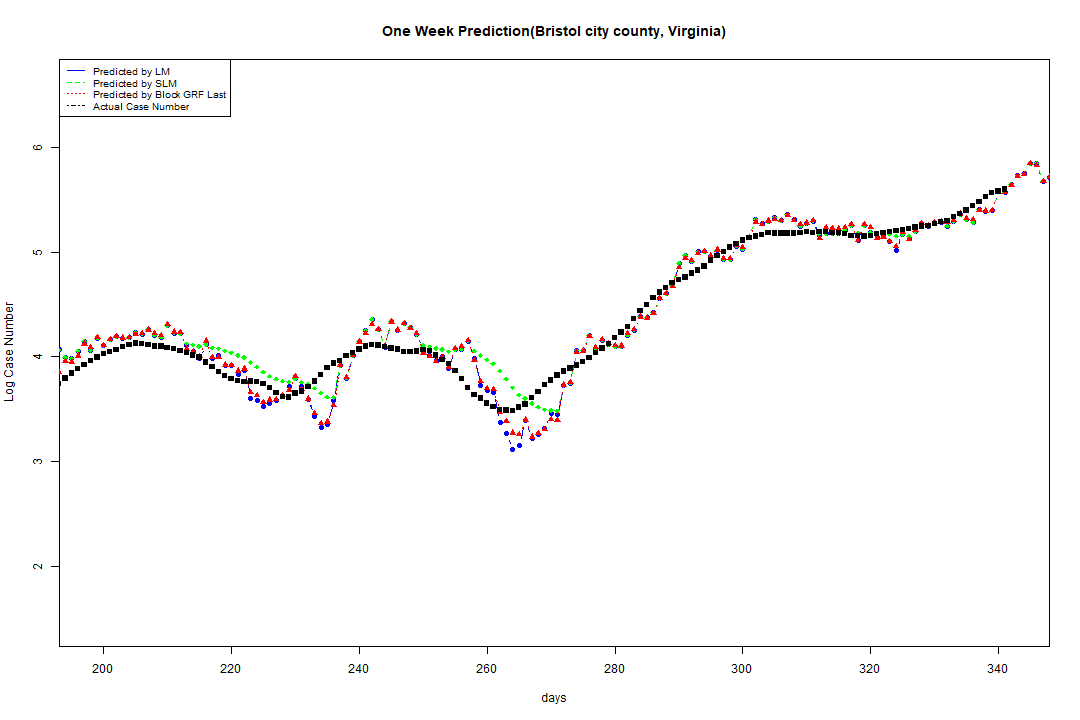 One Week Prediction(Bristol city county, Virginia)
Predicted by LM
Predicted by SLM
Predicted by Block GRF Last
Actual Case Number
6
5
4
3
2
Log Case Number
200 220 240 260 280 300 320 340
days